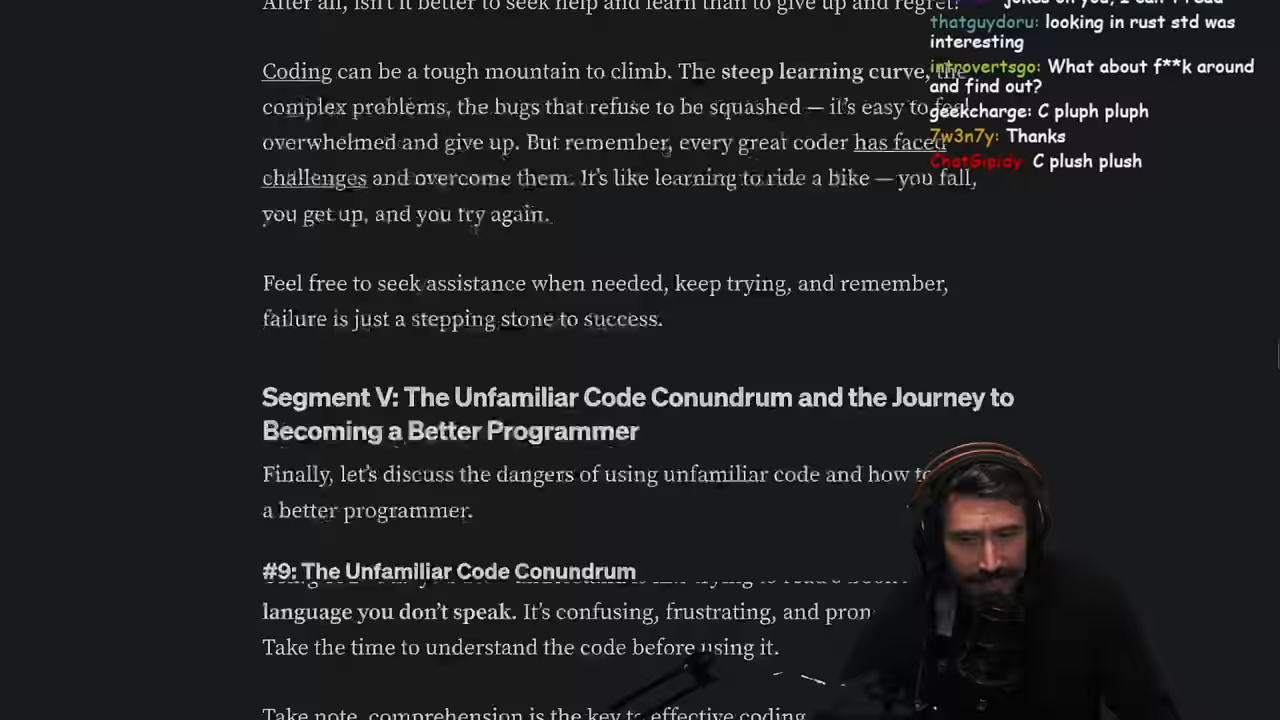 After all, isn't it better to seek help and learn than to give up and regret?
Coding can be a tough mountain to climb. The steep learning curve, the
complex problems, the bugs that refuse to be squashed — it's easy to feel
overwhelmed and give up. But remember, every great coder has faced
challenges and overcome them. It's like learning to ride a bike — you fall,
you get up, and you try again.
Feel free to seek assistance when needed, keep trying, and remember,
failure is just a stepping stone to success.
Segment V: The Unfamiliar Code Conundrum and the Journey to
Becoming a Better Programmer
Finally, let's discuss the dangers of using unfamiliar code and how to
a better programmer.
#9: The Unfamiliar Code Conundrum
language you don't speak. It's confusing, frustrating, and
Take the time to understand the code before using it.
Take note, comprehension is the key to effective coding.
jokes on you, I can't read
thatguydoru: looking in rust std was
interesting
introvertsgo: What about f**k around
and find out?
geekcharge: C pluph pluph
7w3n7y: Thanks
ChatGipidy: C plush plush